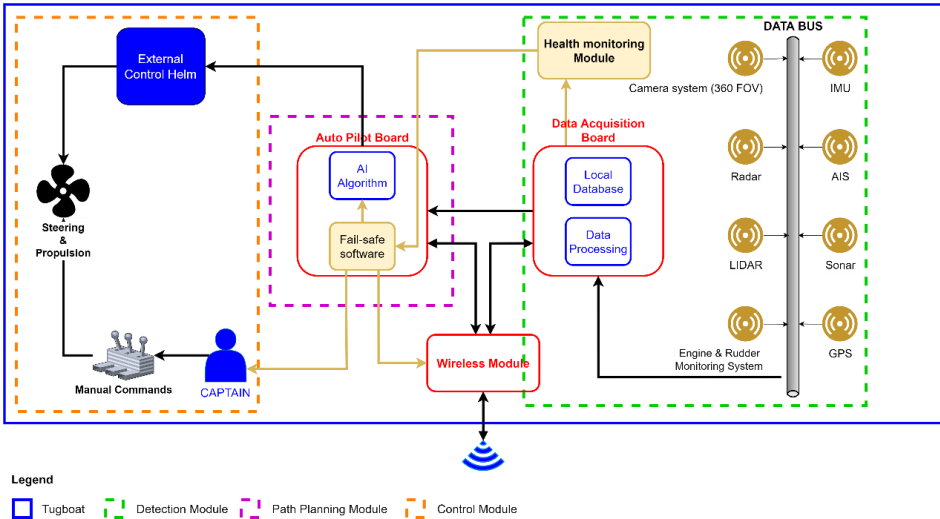 DATA BUS
External
Control Helm
Health monitoring
Module
Camera system (360 FOV)
IMU
Auto Pilot Board
Data Acquisition
Board
AI
Algorithm
Local
Database
Radar
AIS
Steering
&
Propulsion
Fail-safe
software
Data
Processing
LIDAR
Sonar
Engine & Rudder
Monitoring System
GPS
Wireless Module
Manual Commands
CAPTAIN
Legend
Tugboat
Detection Module
Path Planning Module
Control Module